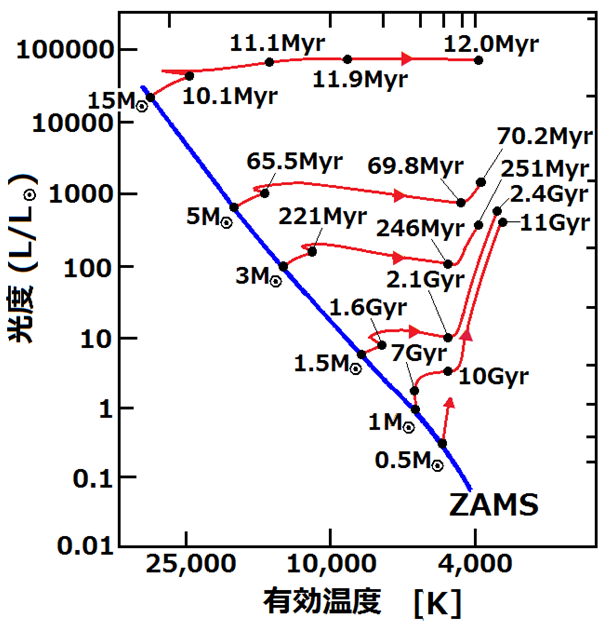 100000
10000
1000
100
10
1
0.1
0.01
光度 (L/L☉)
11.1Myr
12.0Myr
11.9Myr
10.1Myr
15M☉
65.5Myr
69.8Myr
70.2Myr
251Myr
2.4Gyr
11Gyr
5M☉
221Myr
246Myr
3M☉
2.1Gyr
1.6Gyr
7Gyr
1.5M☉
10Gyr
1M☉
0.5M☉
ZAMS
25,000
10,000
4,000
有効温度 [K]